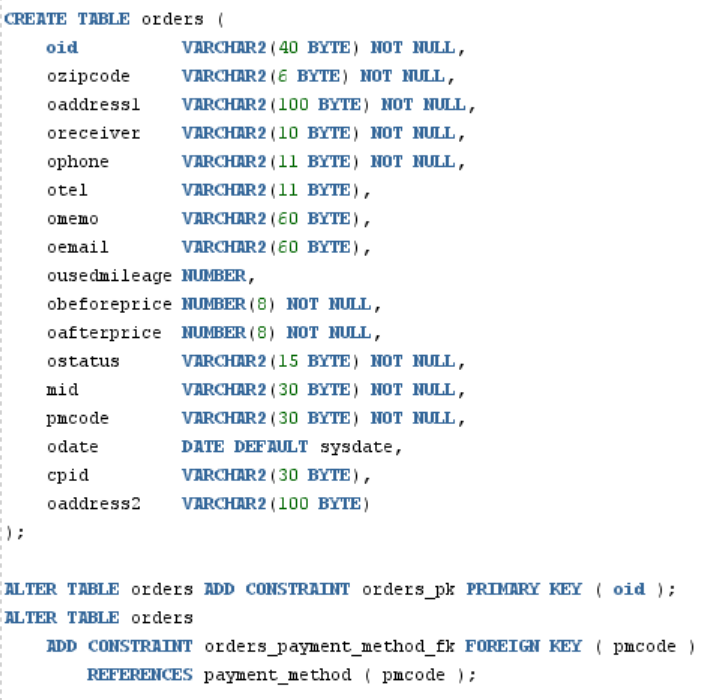 CREATE TABLE orders (
    oid          VARCHAR2(40 BYTE) NOT NULL,
    ozipcode     VARCHAR2(6 BYTE) NOT NULL,
    oaddress1    VARCHAR2(100 BYTE) NOT NULL,
    oreceiver    VARCHAR2(10 BYTE) NOT NULL,
    ophone       VARCHAR2(11 BYTE) NOT NULL,
    otel         VARCHAR2(11 BYTE),
    omemo        VARCHAR2(60 BYTE),
    oemail       VARCHAR2(60 BYTE),
    ousedmileage NUMBER,
    obeforeprice NUMBER(8) NOT NULL,
    oafterprice  NUMBER(8) NOT NULL,
    ostatus      VARCHAR2(15 BYTE) NOT NULL,
    mid          VARCHAR2(30 BYTE) NOT NULL,
    pmcode       VARCHAR2(30 BYTE) NOT NULL,
    odate        DATE DEFAULT sysdate,
    cpid         VARCHAR2(30 BYTE),
    oaddress2    VARCHAR2(100 BYTE)
);
ALTER TABLE orders ADD CONSTRAINT orders_pk PRIMARY KEY ( oid );
ALTER TABLE orders
    ADD CONSTRAINT orders_payment_method_fk FOREIGN KEY ( pmcode )
        REFERENCES payment_method ( pmcode );